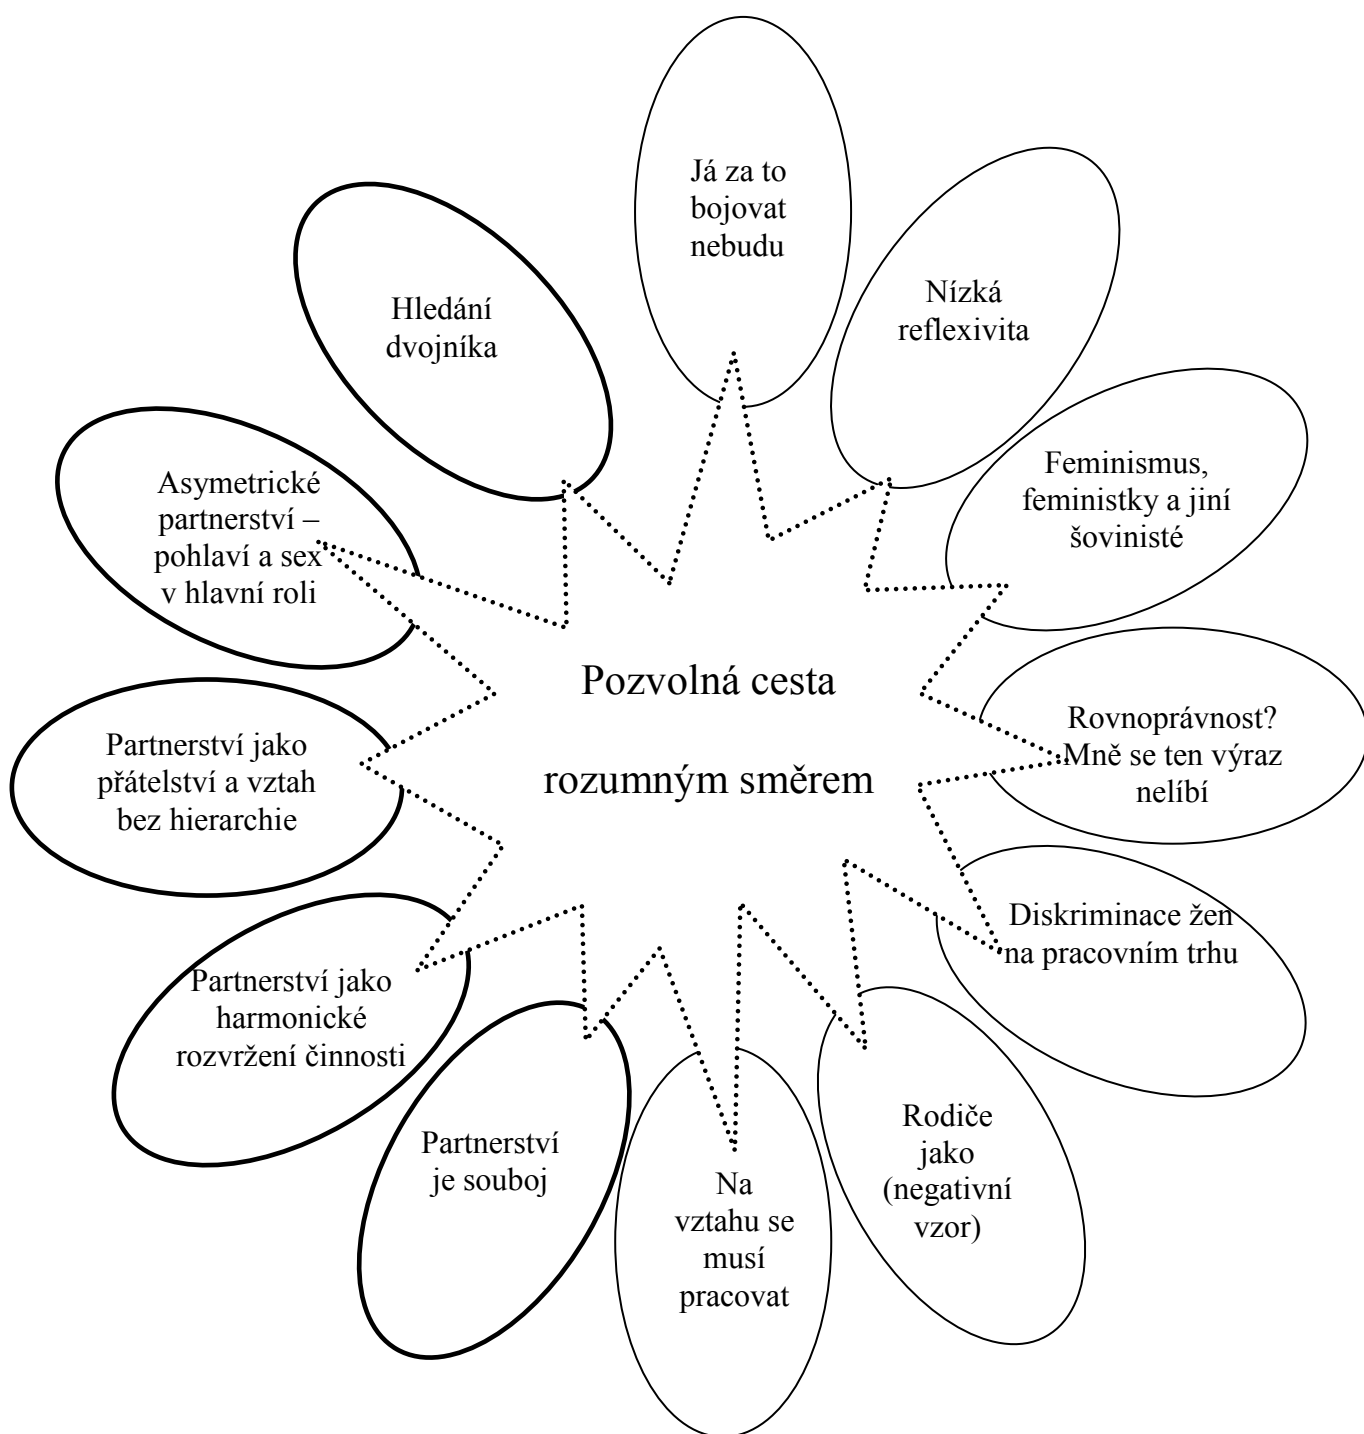 Já za to
bojovat
nebudu
Nízká
reflexivita
Hledání
dvojníka
Feminismus,
feministky a jiní
šovinisté
Asymetrické
partnerství –
pohlaví a sex
v hlavní roli
Pozvolná cesta
rozumným směrem
Rovnoprávnost?
Mně se ten výraz
nelíbí
Partnerství jako
přátelství a vztah
bez hierarchie
Diskriminace žen
na pracovním trhu
Partnerství jako
harmonické
rozvržení činnosti
Rodiče
jako
(negativní
vzor)
Partnerství
je souboj
Na
vztahu se
musí
pracovat